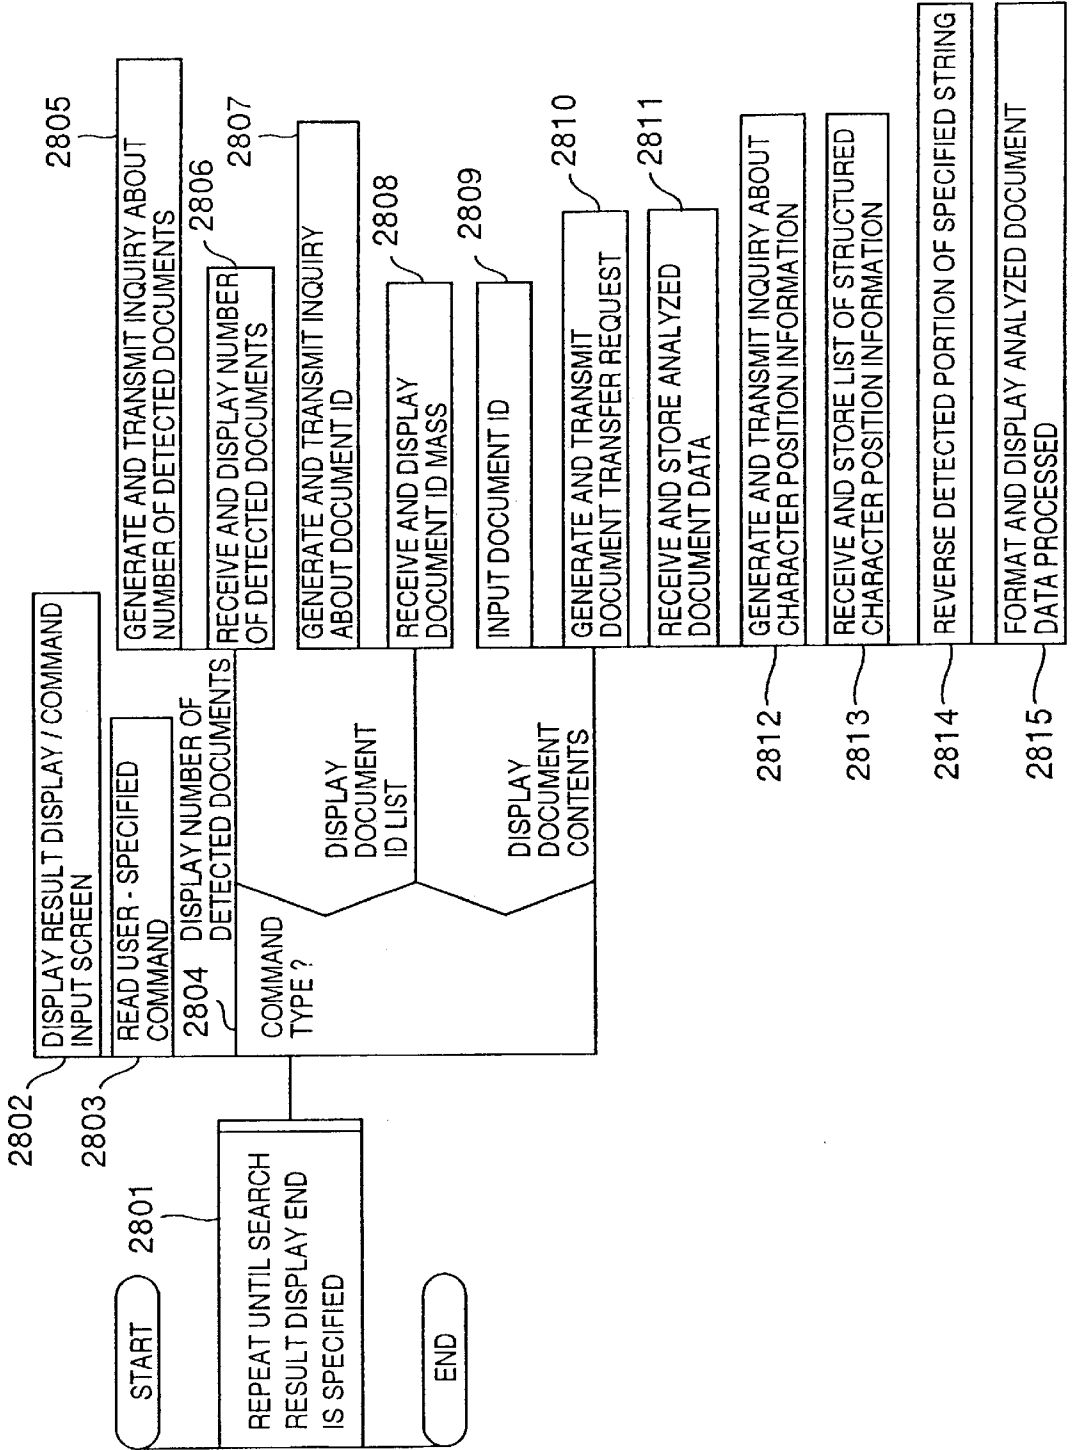 START
2801
REPEAT UNTIL SEARCH
RESULT DISPLAY END
IS SPECIFIED
END
2802
DISPLAY RESULT DISPLAY / COMMAND
INPUT SCREEN
2803
READ USER - SPECIFIED
COMMAND
2804
COMMAND
TYPE ?
DISPLAY NUMBER OF
DETECTED DOCUMENTS
2805
GENERATE AND TRANSMIT INQUIRY ABOUT
NUMBER OF DETECTED DOCUMENTS
2806
RECEIVE AND DISPLAY NUMBER
OF DETECTED DOCUMENTS
DISPLAY
DOCUMENT
ID LIST
2807
GENERATE AND TRANSMIT INQUIRY
ABOUT DOCUMENT ID
2808
RECEIVE AND DISPLAY
DOCUMENT ID MASS
DISPLAY
DOCUMENT
CONTENTS
2809
INPUT DOCUMENT ID
2810
GENERATE AND TRANSMIT
DOCUMENT TRANSFER REQUEST
2811
RECEIVE AND STORE ANALYZED
DOCUMENT DATA
2812
GENERATE AND TRANSMIT INQUIRY ABOUT
CHARACTER POSITION INFORMATION
2813
RECEIVE AND STORE LIST OF STRUCTURED
CHARACTER POSITION INFORMATION
2814
REVERSE DETECTED PORTION OF SPECIFIED STRING
2815
FORMAT AND DISPLAY ANALYZED DOCUMENT
DATA PROCESSED